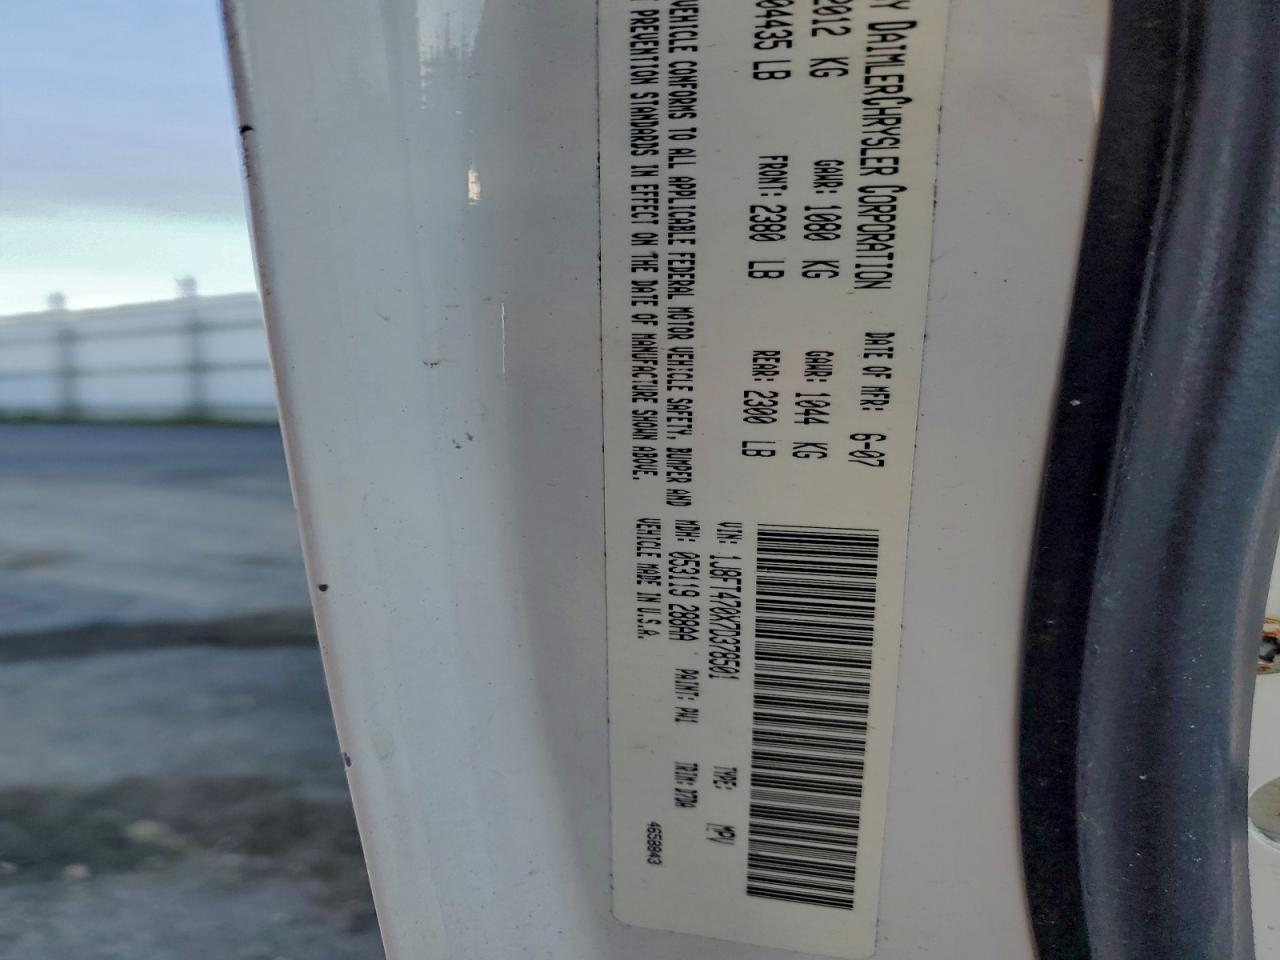 DAIMLERCHRYSLER CORPORATION DATE OF MFR: 6-07
2012 KG GAWR: 1080 KG GAWR: 1044 KG
04435 LB FRONT: 2380 LB REAR: 2300 LB
VEHICLE CONFORMS TO ALL APPLICABLE FEDERAL MOTOR VEHICLE SAFETY, BUMPER AND
PREVENTION STANDARDS IN EFFECT ON THE DATE OF MANUFACTURE SHOWN ABOVE.
VIN: 1J8FT470X7D378501 TYPE: MPV
MDH: 053119 288AA PAINT: PW1 TRIM: D7DA
VEHICLE MADE IN U.S.A. 4658843